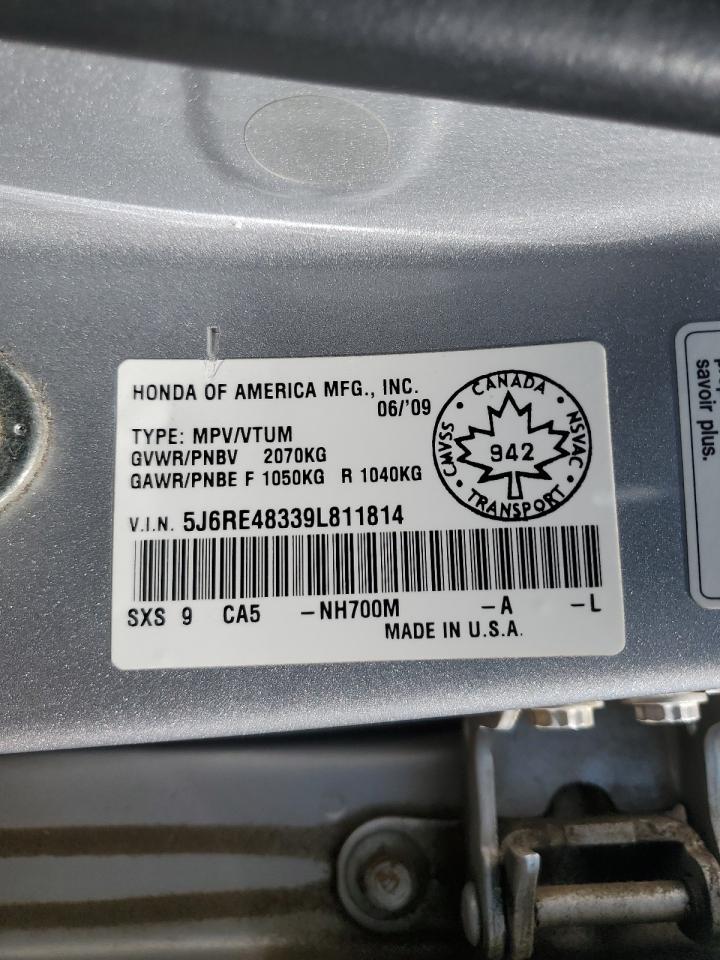 HONDA OF AMERICA MFG., INC.
06/'09
TYPE: MPV/VTUM
GVWR/PNBV 2070KG
GAWR/PNBE F 1050KG R 1040KG
CANADA
CMVSS
942
NSVAC
TRANSPORT
V.I.N. 5J6RE48339L811814
SXS 9 CA5 -NH700M -A -L
MADE IN U.S.A.
savoir plus.